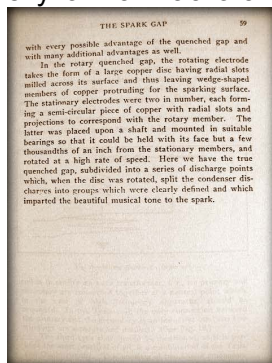 THE SPARK GAP 59
with every possible advantage of the quenched gap and
with many additional advantages as well.
In the rotary quenched gap, the rotating electrode
takes the form of a large copper disc having radial slots
milled across its surface and thus leaving wedge-shaped
members of copper protruding for the sparking surface.
The stationary electrodes were two in number, each form-
ing a semi-circular piece of copper with radial slots and
projections to correspond with the rotary member. The
latter was placed upon a shaft and mounted in suitable
bearings so that it could be held with its face but a few
thousandths of an inch from the stationary members, and
rotated at a high rate of speed. Here we have the true
quenched gap, subdivided into a series of discharge points
which, when the disc was rotated, split the condenser dis-
charges into groups which were clearly defined and which
imparted the beautiful musical tone to the spark.